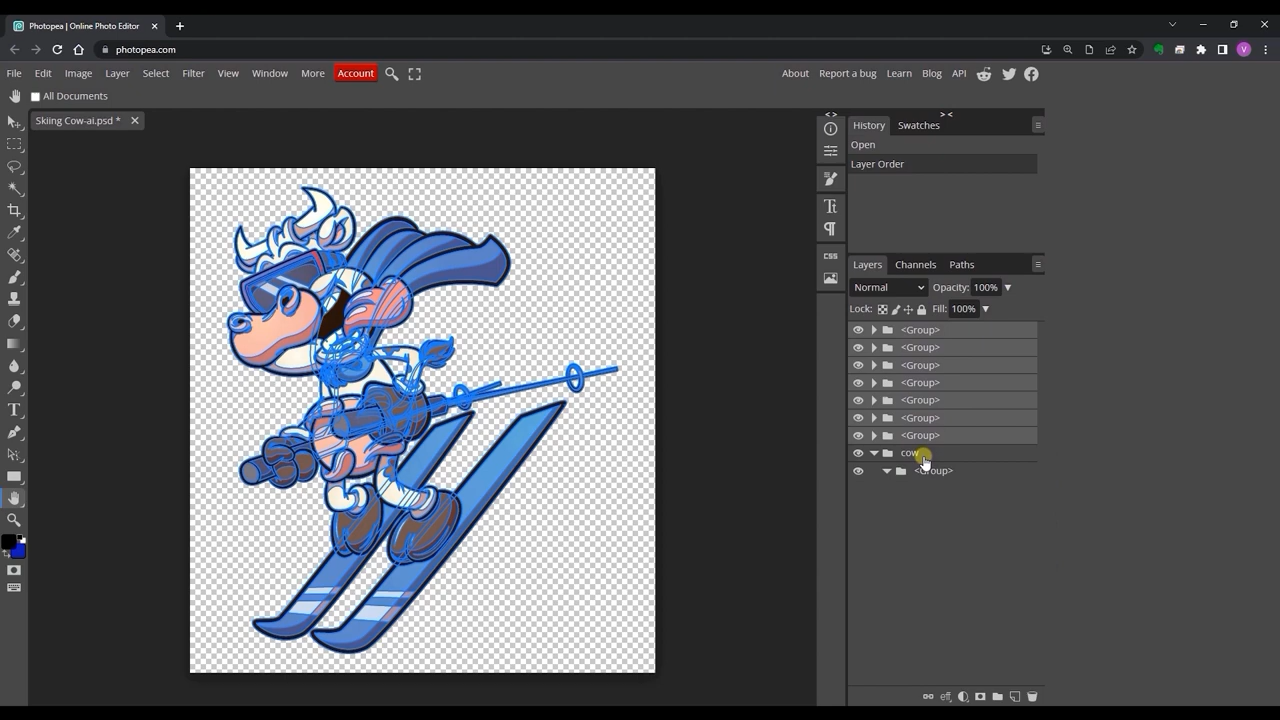 Photopea | Online Photo Editor
photopea.com
V
File Edit Image Layer Select Filter View Window More Account
About Report a bug Learn Blog API
All Documents
Skiing Cow-ai.psd *
<> > <
History Swatches
Open
Layer Order
CSS
Layers Channels Paths
Normal Opacity: 100%
Lock: Fill: 100%
<Group>
<Group>
<Group>
<Group>
<Group>
<Group>
<Group>
cow
<Group>
eff